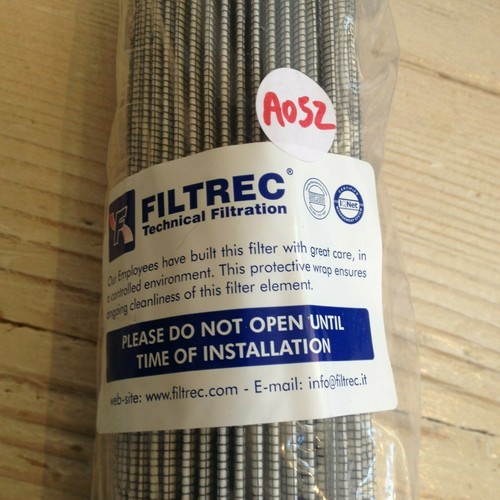 A052
FILTREC®
Technical Filtration
CERTIFIED
IQNet
Our Employees have built this filter with great care, in
a controlled environment. This protective wrap ensures
ongoing cleanliness of this filter element.
PLEASE DO NOT OPEN UNTIL
TIME OF INSTALLATION
web-site: www.filtrec.com - E-mail: info@filtrec.it